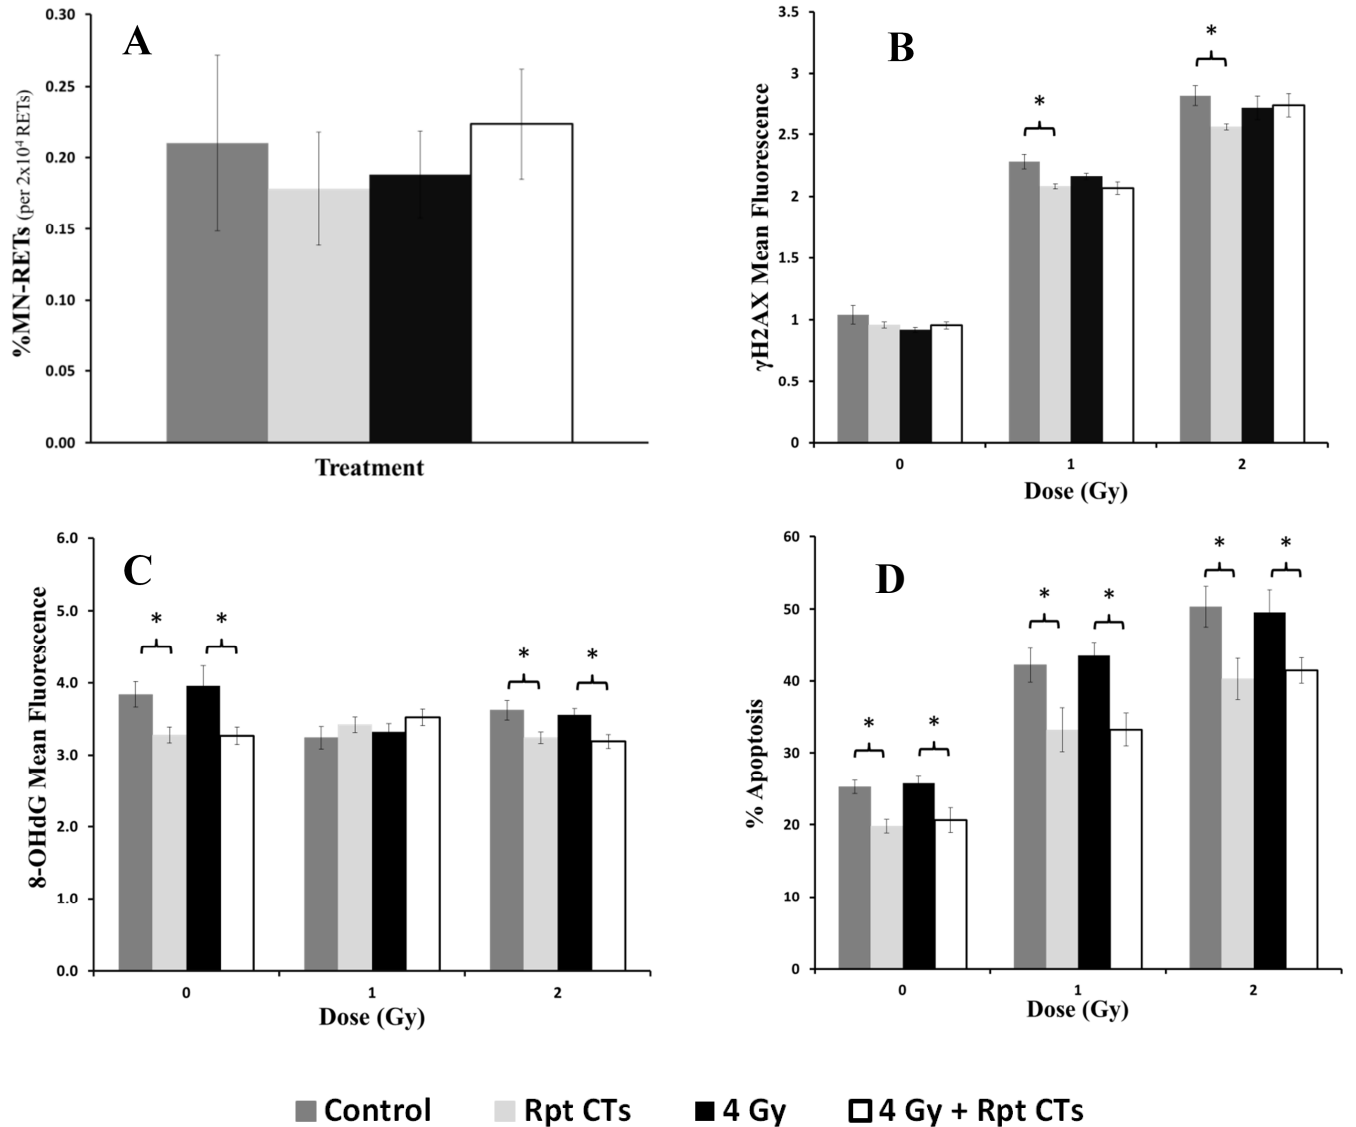 A
0.30
0.25
0.20
0.15
0.10
0.05
0.00
%MN-RETs (per 2x10⁴ RETs)
Treatment
B
3.5
3
2.5
2
1.5
1
0.5
0
γH2AX Mean Fluorescence
*
*
0 1 2
Dose (Gy)
C
6.0
5.0
4.0
3.0
2.0
1.0
0.0
8-OHdG Mean Fluorescence
* *
* *
0 1 2
Dose (Gy)
D
60
50
40
30
20
10
0
% Apoptosis
* *
* *
* *
0 1 2
Dose (Gy)
Control Rpt CTs 4 Gy 4 Gy + Rpt CTs